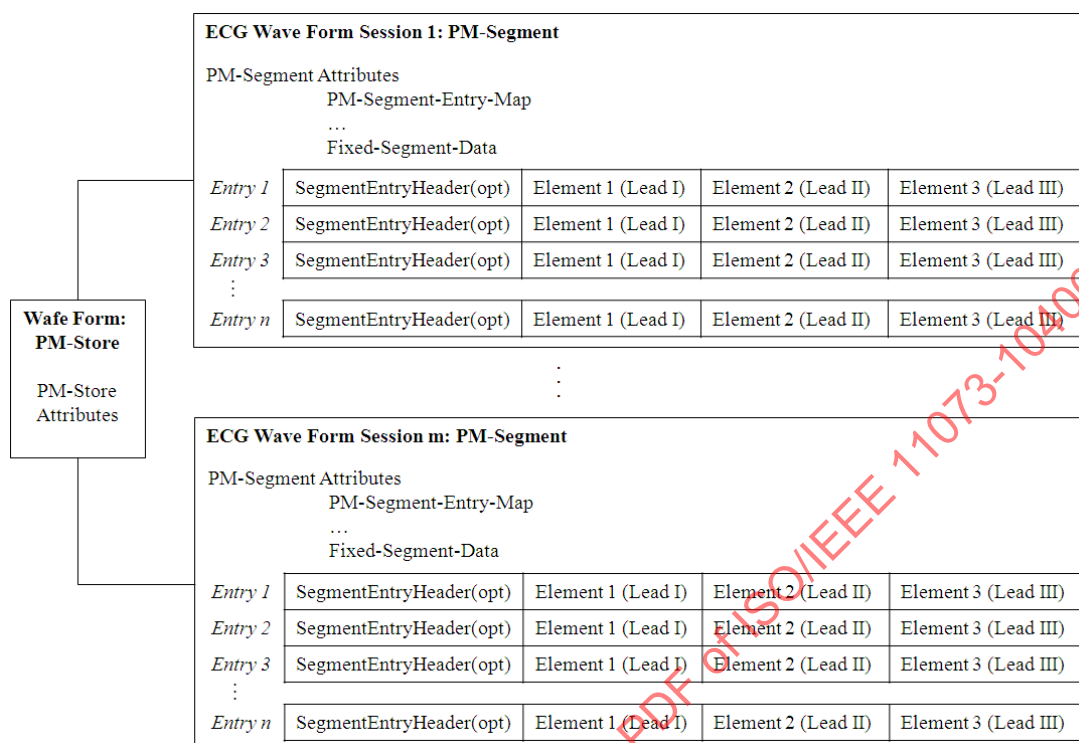 ECG Wave Form Session 1: PM-Segment
PM-Segment Attributes
PM-Segment-Entry-Map
...
Fixed-Segment-Data
Entry 1 SegmentEntryHeader(opt) Element 1 (Lead I) Element 2 (Lead II) Element 3 (Lead III)
Entry 2 SegmentEntryHeader(opt) Element 1 (Lead I) Element 2 (Lead II) Element 3 (Lead III)
Entry 3 SegmentEntryHeader(opt) Element 1 (Lead I) Element 2 (Lead II) Element 3 (Lead III)
⋮
Entry n SegmentEntryHeader(opt) Element 1 (Lead I) Element 2 (Lead II) Element 3 (Lead III)
Wafe Form:
PM-Store
PM-Store
Attributes
⋮
ECG Wave Form Session m: PM-Segment
PM-Segment Attributes
PM-Segment-Entry-Map
...
Fixed-Segment-Data
Entry 1 SegmentEntryHeader(opt) Element 1 (Lead I) Element 2 (Lead II) Element 3 (Lead III)
Entry 2 SegmentEntryHeader(opt) Element 1 (Lead I) Element 2 (Lead II) Element 3 (Lead III)
Entry 3 SegmentEntryHeader(opt) Element 1 (Lead I) Element 2 (Lead II) Element 3 (Lead III)
⋮
Entry n SegmentEntryHeader(opt) Element 1 (Lead I) Element 2 (Lead II) Element 3 (Lead III)
PDF of ISO/IEEE 11073-10406